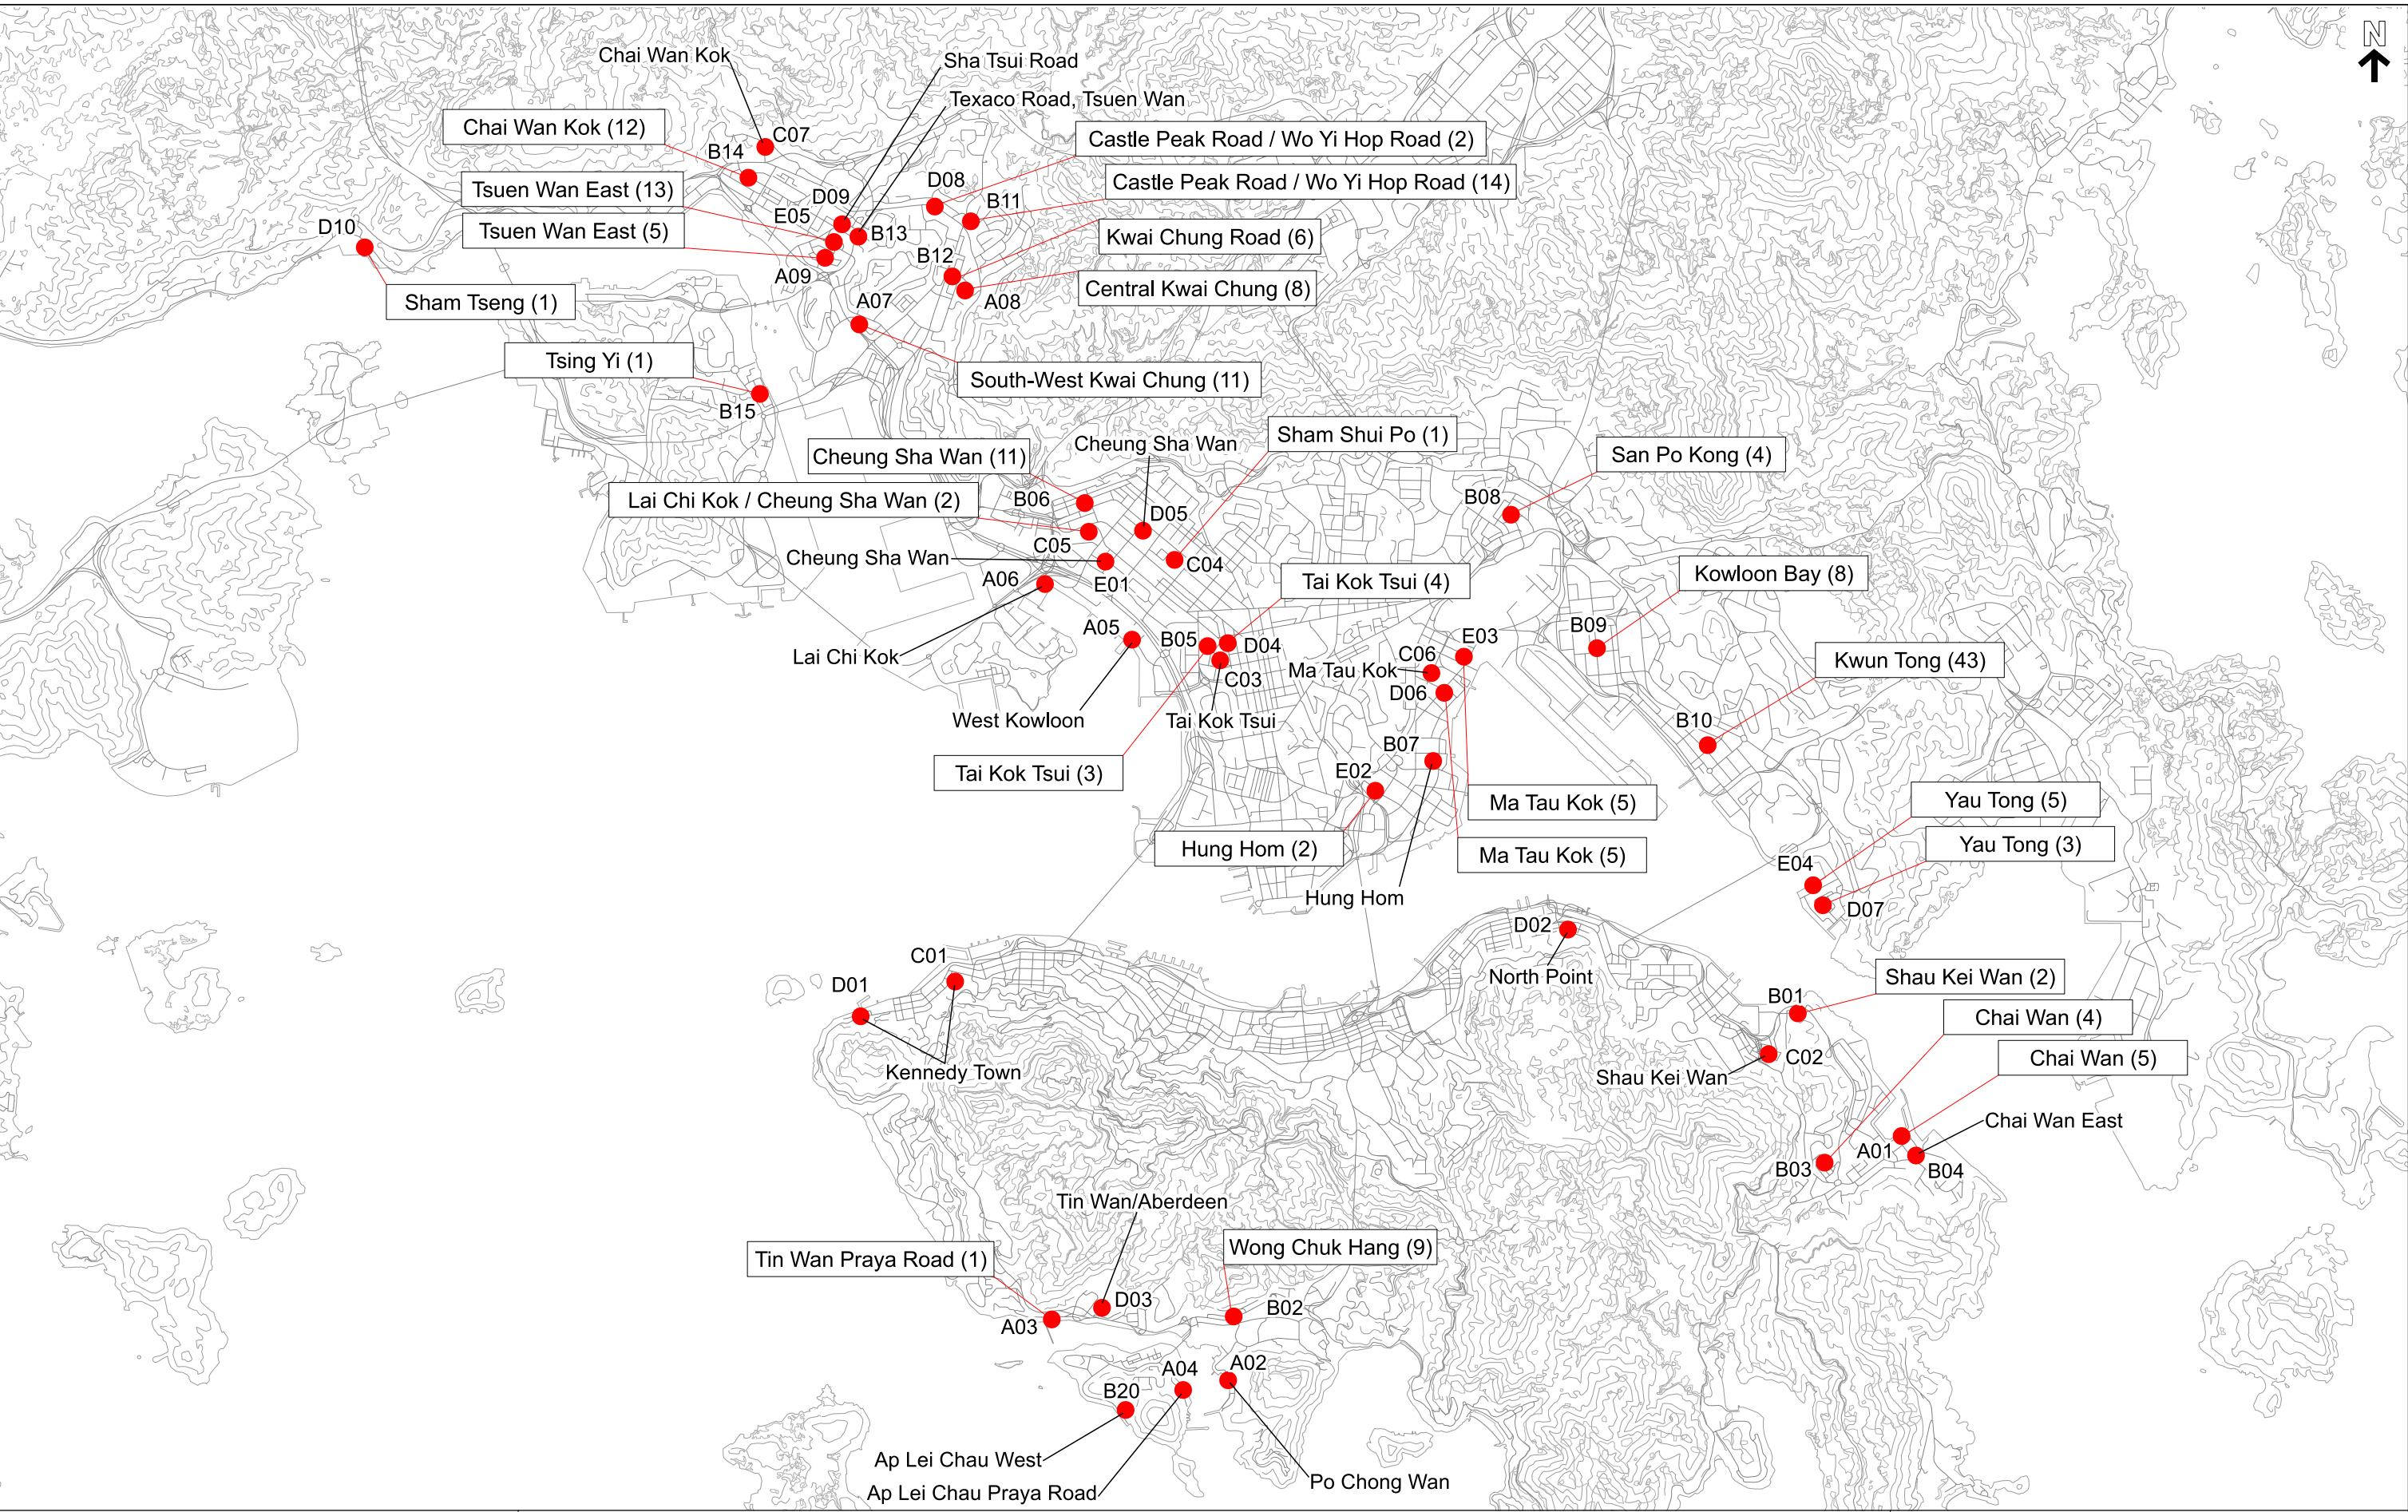 N
Chai Wan Kok
Sha Tsui Road
Texaco Road, Tsuen Wan
Chai Wan Kok (12)
C07
Castle Peak Road / Wo Yi Hop Road (2)
B14
Tsuen Wan East (13)
D08
Castle Peak Road / Wo Yi Hop Road (14)
D09
B11
E05
D10
Tsuen Wan East (5)
B13
Kwai Chung Road (6)
B12
A09
Central Kwai Chung (8)
Sham Tseng (1)
A07
A08
Tsing Yi (1)
South-West Kwai Chung (11)
B15
Cheung Sha Wan (11)
Cheung Sha Wan
Sham Shui Po (1)
San Po Kong (4)
Lai Chi Kok / Cheung Sha Wan (2)
B06
B08
D05
C05
Cheung Sha Wan
C04
A06
E01
Tai Kok Tsui (4)
Kowloon Bay (8)
A05
B05
D04
E03
B09
Lai Chi Kok
C06
Ma Tau Kok
Kwun Tong (43)
C03
D06
West Kowloon
Tai Kok Tsui
B10
B07
Tai Kok Tsui (3)
E02
Ma Tau Kok (5)
Yau Tong (5)
Hung Hom (2)
Ma Tau Kok (5)
Yau Tong (3)
E04
Hung Hom
D07
D02
C01
North Point
Shau Kei Wan (2)
D01
B01
Chai Wan (4)
Kennedy Town
C02
Chai Wan (5)
Shau Kei Wan
Chai Wan East
A01
B03
B04
Tin Wan/Aberdeen
Tin Wan Praya Road (1)
Wong Chuk Hang (9)
D03
B02
A03
A04
A02
B20
Ap Lei Chau West
Po Chong Wan
Ap Lei Chau Praya Road